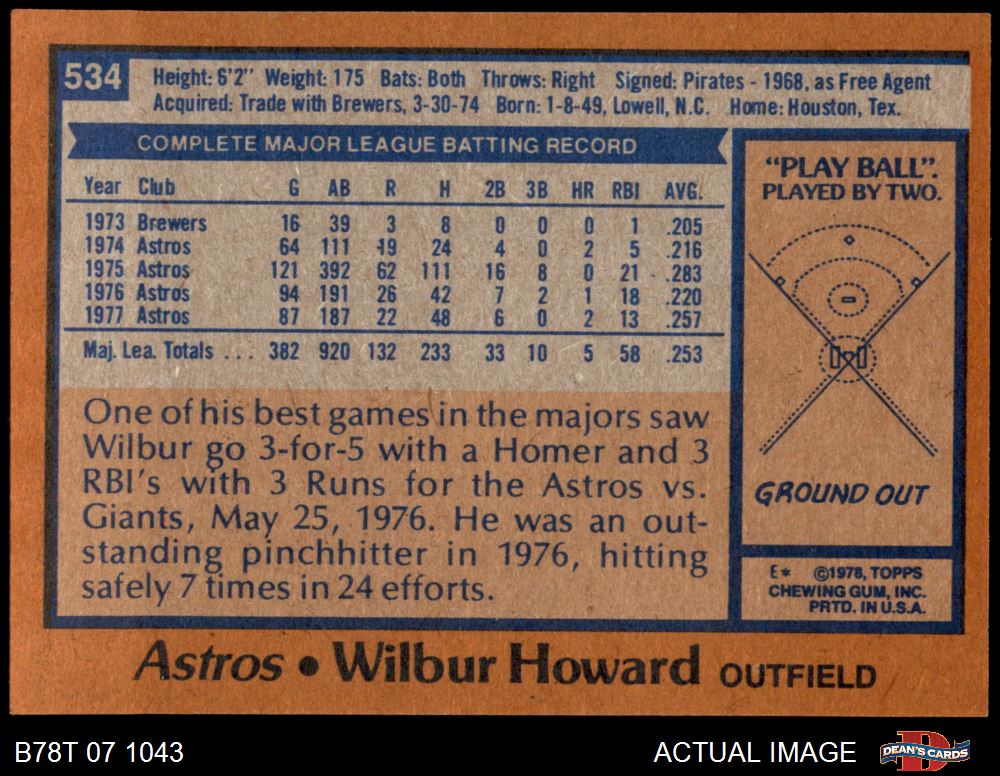 534
Height: 6'2" Weight: 175 Bats: Both Throws: Right Signed: Pirates - 1968, as Free Agent
Acquired: Trade with Brewers, 3-30-74 Born: 1-8-49, Lowell, N.C. Home: Houston, Tex.
COMPLETE MAJOR LEAGUE BATTING RECORD
Year Club G AB R H 2B 3B HR RBI AVG.
1973 Brewers 16 39 3 8 0 0 0 1 .205
1974 Astros 64 111 19 24 4 0 2 5 .216
1975 Astros 121 392 62 111 16 8 0 21 .283
1976 Astros 94 191 26 42 7 2 1 18 .220
1977 Astros 87 187 22 48 6 0 2 13 .257
Maj. Lea. Totals . . . 382 920 132 233 33 10 5 58 .253
One of his best games in the majors saw
Wilbur go 3-for-5 with a Homer and 3
RBI's with 3 Runs for the Astros vs.
Giants, May 25, 1976. He was an out-
standing pinchhitter in 1976, hitting
safely 7 times in 24 efforts.
"PLAY BALL".
PLAYED BY TWO.
GROUND OUT
E* ©1978, TOPPS
CHEWING GUM, INC.
PRTD. IN U.S.A.
Astros • Wilbur Howard OUTFIELD
B78T 07 1043
ACTUAL IMAGE
DEAN'S CARDS